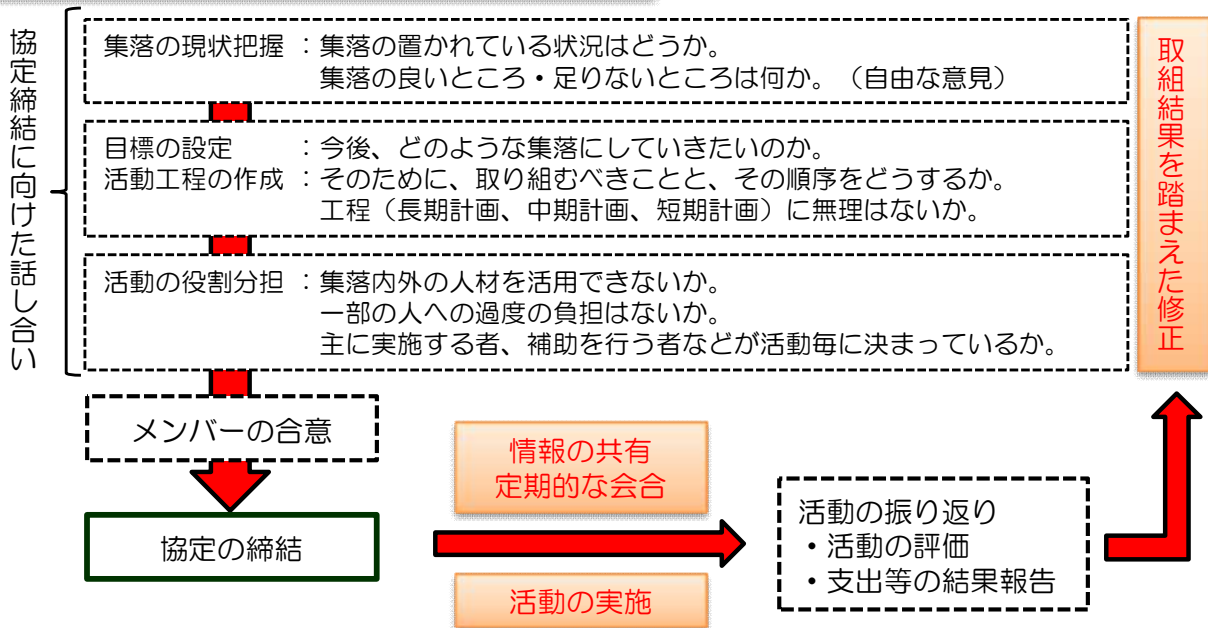 協定締結に向けた話し合い
集落の現状把握 ：集落の置かれている状況はどうか。
集落の良いところ・足りないところは何か。（自由な意見）
目標の設定 ：今後、どのような集落にしていきたいのか。
活動工程の作成 ：そのために、取り組むべきことと、その順序をどうするか。
工程（長期計画、中期計画、短期計画）に無理はないか。
活動の役割分担 ：集落内外の人材を活用できないか。
一部の人への過度の負担はないか。
主に実施する者、補助を行う者などが活動毎に決まっているか。
メンバーの合意
協定の締結
情報の共有
定期的な会合
活動の実施
活動の振り返り
・活動の評価
・支出等の結果報告
取組結果を踏まえた修正